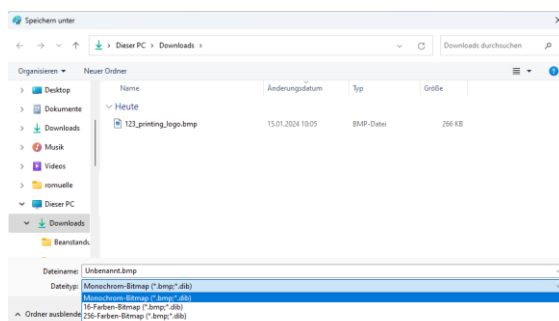 Speichern unter
Dieser PC > Downloads >
Downloads durchsuchen
Organisieren
Neuer Ordner
Name Änderungsdatum Typ Größe
Desktop
Heute
Dokumente
123_printing_logo.bmp 15.01.2024 10:05 BMP-Datei 266 KB
Downloads
Musik
Videos
romuelle
Dieser PC
Downloads
Beanstandu
Dateiname: Unbenannt.bmp
Dateityp: Monochrom-Bitmap (*.bmp;*.dib)
Monochrom-Bitmap (*.bmp;*.dib)
16-Farben-Bitmap (*.bmp;*.dib)
Ordner ausblende 256-Farben-Bitmap (*.bmp;*.dib)